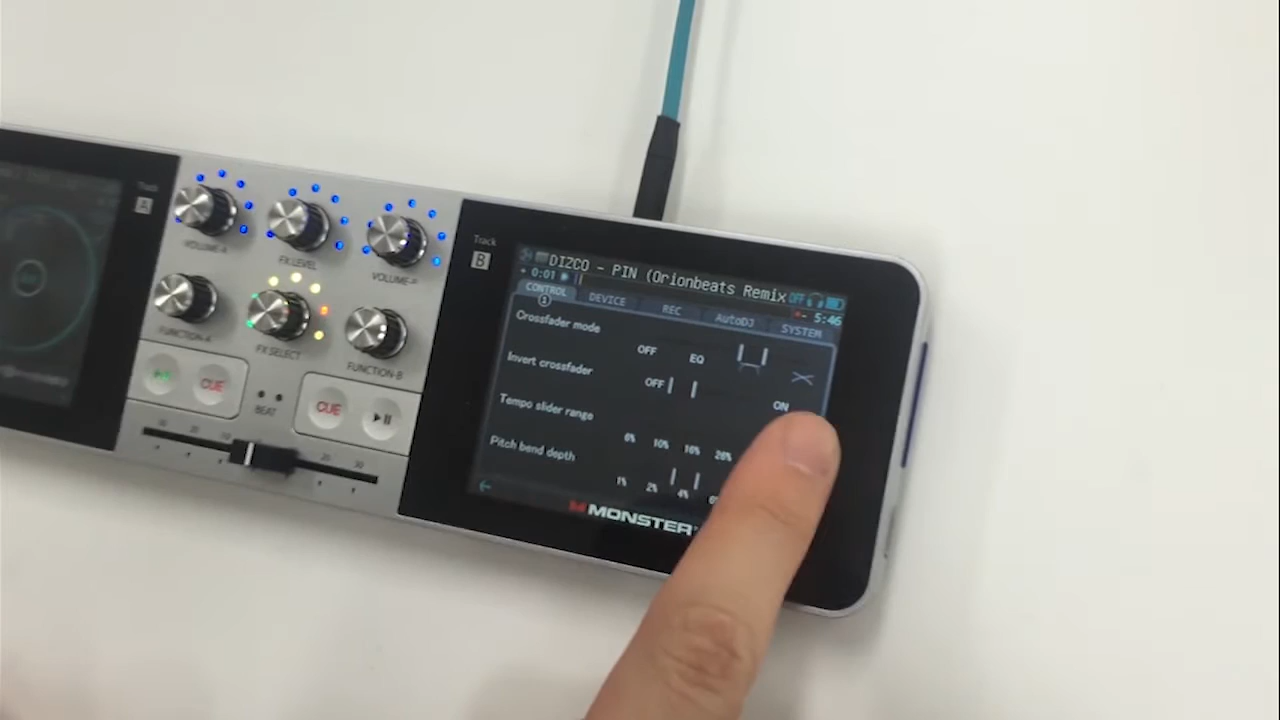 Track
A
VOLUME-A
FX LEVEL
FUNCTION-A
FX SELECT
FUNCTION-B
CUE
BEAT
CUE
Track
B
DIZCO - PIN (Orionbeats Remix
OFF
0:01
5:46
CONTROL
DEVICE
REC
AutoDJ
SYSTEM
Crossfader mode
OFF EQ
Invert crossfader
OFF ON
Tempo slider range
6% 10% 16% 26%
Pitch bend depth
1% 2% 4%
MONSTER